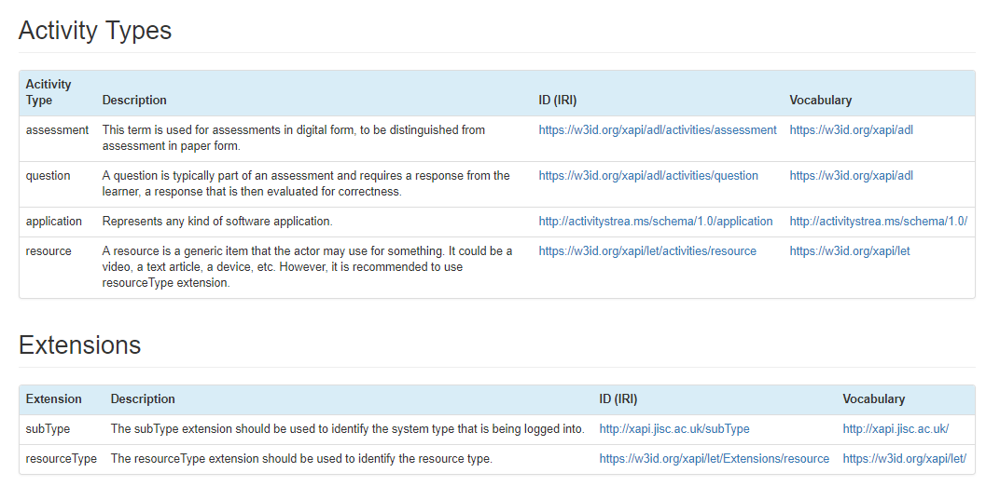 Activity Types
Acitivity
Type Description ID (IRI) Vocabulary
assessment This term is used for assessments in digital form, to be distinguished from https://w3id.org/xapi/adl/activities/assessment https://w3id.org/xapi/adl
assessment in paper form.
question A question is typically part of an assessment and requires a response from the https://w3id.org/xapi/adl/activities/question https://w3id.org/xapi/adl
learner, a response that is then evaluated for correctness.
application Represents any kind of software application. http://activitystrea.ms/schema/1.0/application http://activitystrea.ms/schema/1.0/
resource A resource is a generic item that the actor may use for something. It could be a https://w3id.org/xapi/let/activities/resource https://w3id.org/xapi/let
video, a text article, a device, etc. However, it is recommended to use
resourceType extension.
Extensions
Extension Description ID (IRI) Vocabulary
subType The subType extension should be used to identify the system type that is being logged into. http://xapi.jisc.ac.uk/subType http://xapi.jisc.ac.uk/
resourceType The resourceType extension should be used to identify the resource type. https://w3id.org/xapi/let/Extensions/resource https://w3id.org/xapi/let/